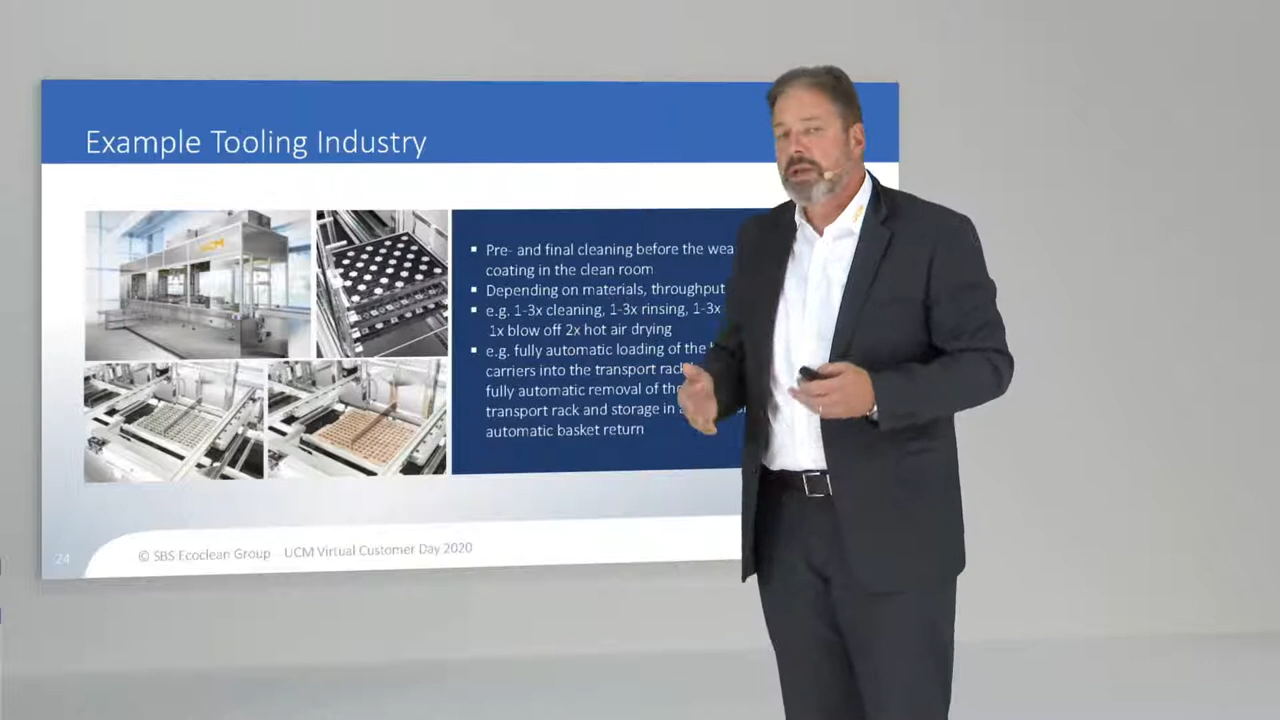 Example Tooling Industry
UCM
Pre- and final cleaning before the
coating in the clean room
Depending on materials, throughput
e.g. 1-3x cleaning, 1-3x rinsing, 1-3x
1x blow off 2x hot air drying
e.g. fully automatic loading of the
carriers into the transport
fully automatic removal of the
transport rack and storage in
automatic basket return
24
© SBS Ecoclean Group UCM Virtual Customer Day 2020